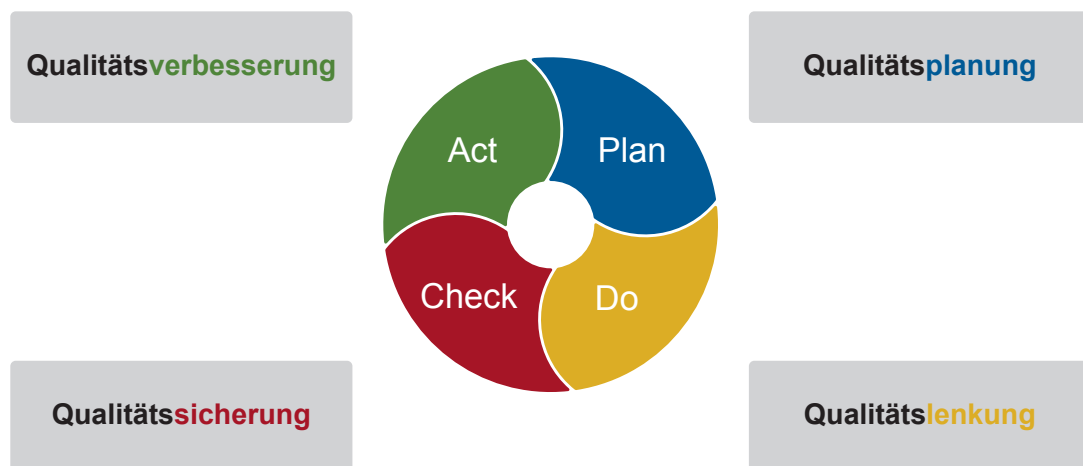 Qualitätsverbesserung
Qualitätsplanung
Act
Plan
Check
Do
Qualitätssicherung
Qualitätslenkung